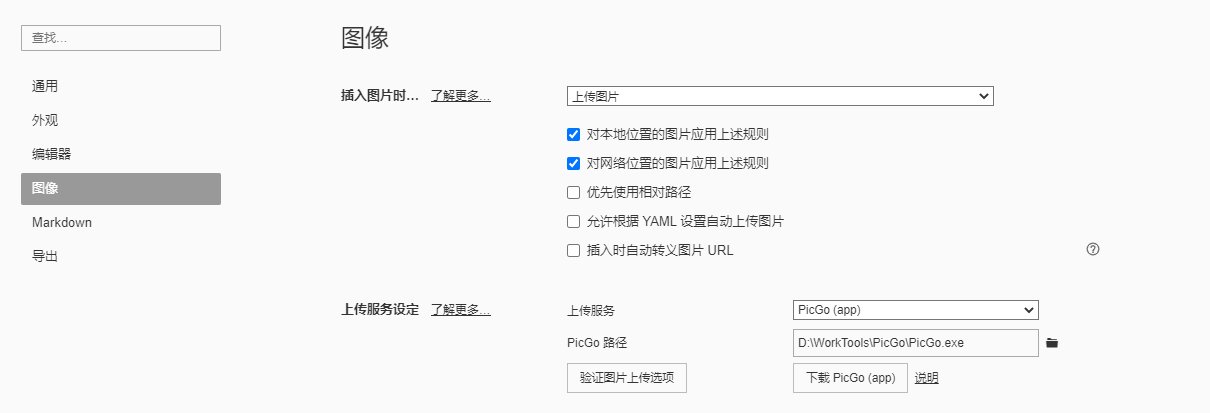 查找...
通用
外观
编辑器
图像
Markdown
导出
图像
插入图片时... 了解更多... 上传图片
对本地位置的图片应用上述规则
对网络位置的图片应用上述规则
优先使用相对路径
允许根据 YAML 设置自动上传图片
插入时自动转义图片 URL
上传服务设定 了解更多... 上传服务 PicGo (app)
PicGo 路径 D:\WorkTools\PicGo\PicGo.exe
验证图片上传选项 下载 PicGo (app) 说明